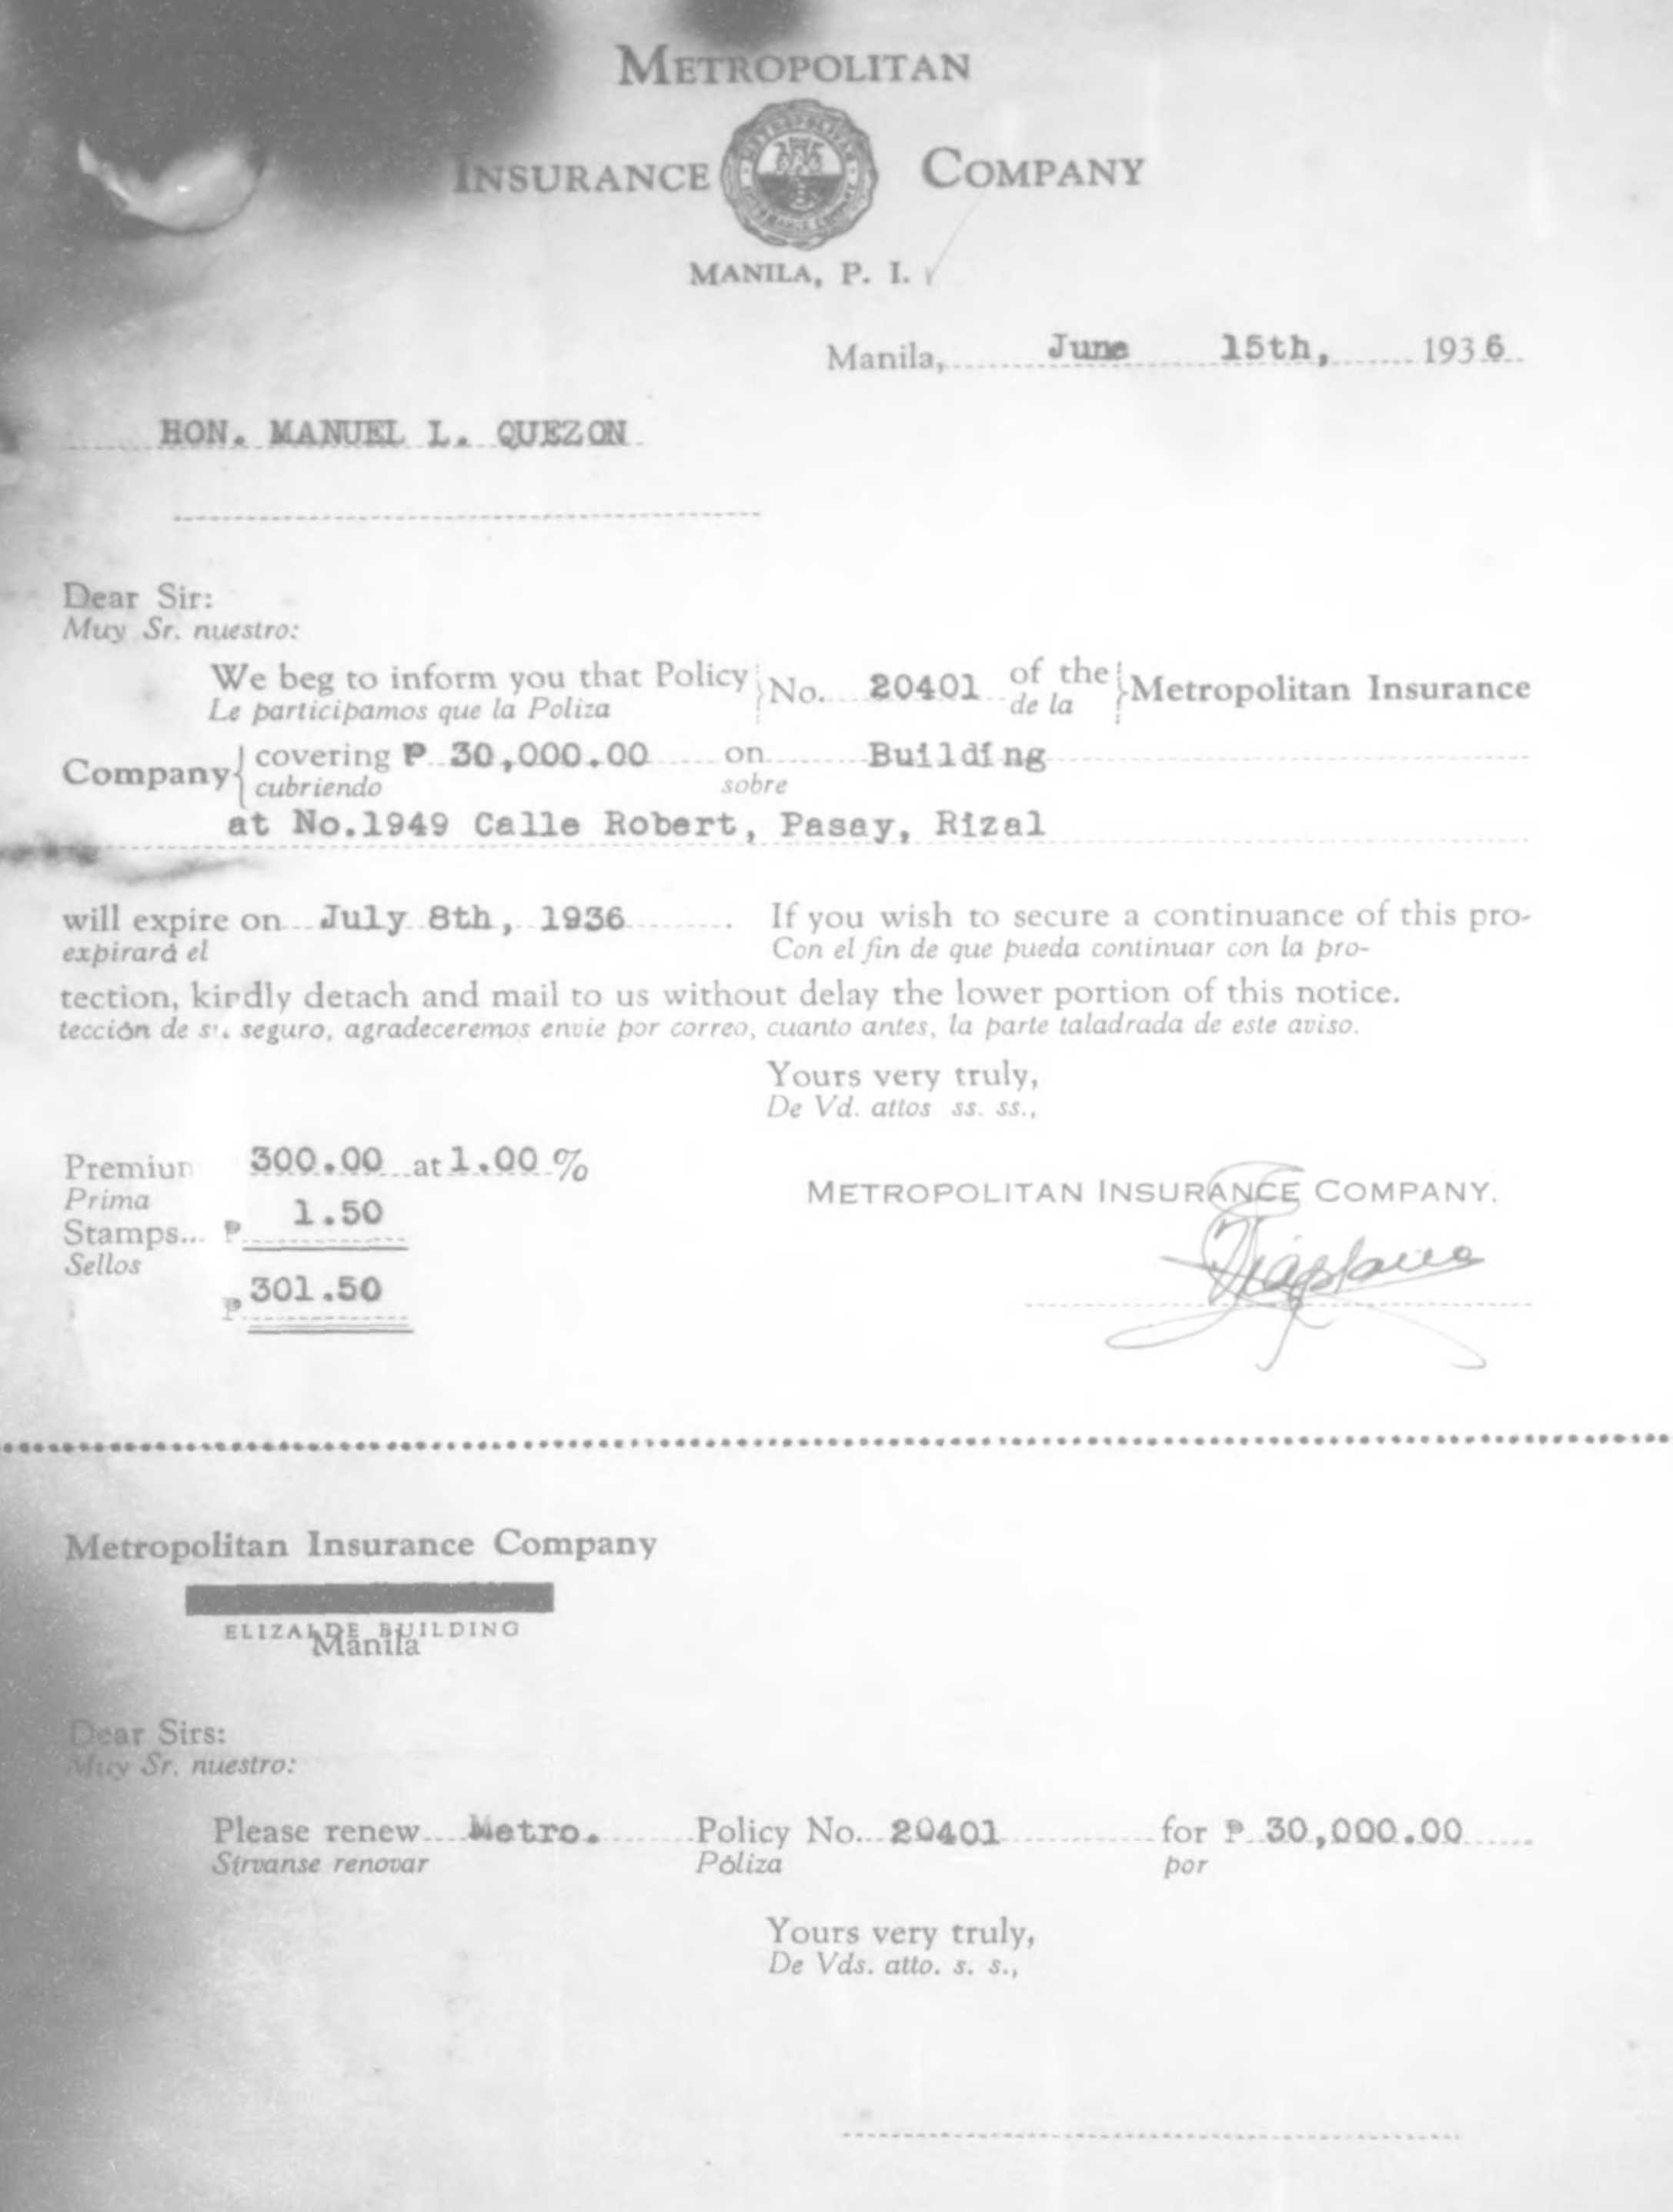 METROPOLITAN
INSURANCE COMPANY
MANILA, P. I.
Manila, June 15th, 1936
HON. MANUEL L. QUEZON
Dear Sir:
Muy Sr. nuestro:
We beg to inform you that Policy No. 20401 of the Metropolitan Insurance
Le participamos que la Poliza de la
Company covering ₱ 30,000.00 on Building
cubriendo sobre
at No.1949 Calle Robert, Pasay, Rizal
will expire on July 8th, 1936. If you wish to secure a continuance of this pro-
expirará el Con el fin de que pueda continuar con la pro-
tection, kindly detach and mail to us without delay the lower portion of this notice.
tección de su seguro, agradeceremos envie por correo, cuanto antes, la parte taladrada de este aviso.
Yours very truly,
De Vd. attos ss. ss.,
Premium 300.00 at 1.00 %
Prima
Stamps... ₱ 1.50
Sellos
₱ 301.50
METROPOLITAN INSURANCE COMPANY.
Metropolitan Insurance Company
ELIZALDE BUILDING
Manila
Dear Sirs:
Muy Sr. nuestro:
Please renew Metro. Policy No. 20401 for ₱ 30,000.00
Sirvanse renovar Póliza por
Yours very truly,
De Vds. atto. s. s.,